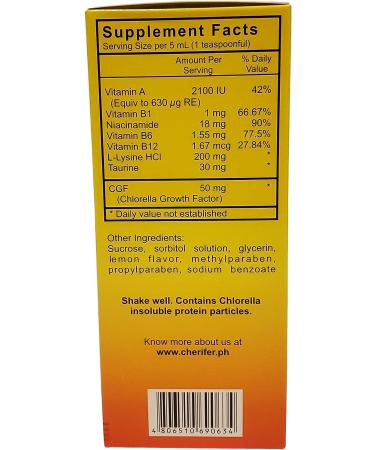 Supplement Facts
Serving Size per 5 mL (1 teaspoonful)
Amount Per Serving % Daily Value
Vitamin A 2100 IU 42%
(Equiv to 630 µg RE)
Vitamin B1 1 mg 66.67%
Niacinamide 18 mg 90%
Vitamin B6 1.55 mg 77.5%
Vitamin B12 1.67 mcg 27.84%
L-Lysine HCl 200 mg *
Taurine 30 mg *
CGF 50 mg *
(Chlorella Growth Factor)
* Daily value not established
Other Ingredients:
Sucrose, sorbitol solution, glycerin,
lemon flavor, methylparaben,
propylparaben, sodium benzoate
Shake well. Contains Chlorella
insoluble protein particles.
Know more about us at
www.cherifer.ph
4 806510 690634